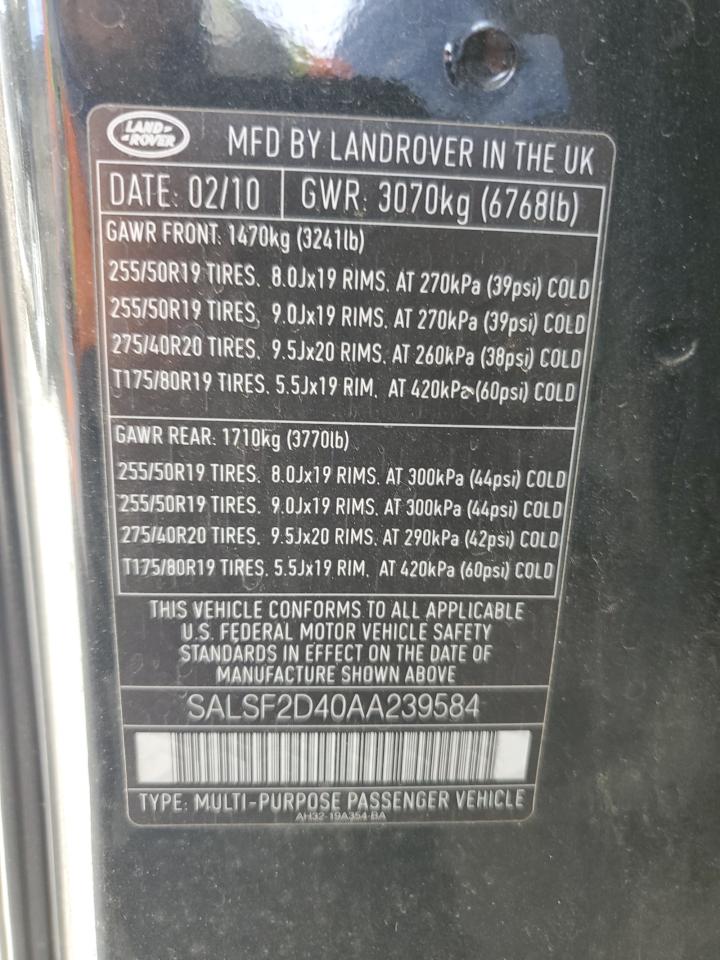 LAND ROVER
MFD BY LANDROVER IN THE UK
DATE: 02/10 GWR: 3070kg (6768lb)
GAWR FRONT: 1470kg (3241lb)
255/50R19 TIRES, 8.0Jx19 RIMS, AT 270kPa (39psi) COLD
255/50R19 TIRES, 9.0Jx19 RIMS, AT 270kPa (39psi) COLD
275/40R20 TIRES, 9.5Jx20 RIMS, AT 260kPa (38psi) COLD
T175/80R19 TIRES, 5.5Jx19 RIM, AT 420kPa (60psi) COLD
GAWR REAR: 1710kg (3770lb)
255/50R19 TIRES, 8.0Jx19 RIMS, AT 300kPa (44psi) COLD
255/50R19 TIRES, 9.0Jx19 RIMS, AT 300kPa (44psi) COLD
275/40R20 TIRES, 9.5Jx20 RIMS, AT 290kPa (42psi) COLD
T175/80R19 TIRES, 5.5Jx19 RIM, AT 420kPa (60psi) COLD
THIS VEHICLE CONFORMS TO ALL APPLICABLE
U.S. FEDERAL MOTOR VEHICLE SAFETY
STANDARDS IN EFFECT ON THE DATE OF
MANUFACTURE SHOWN ABOVE
SALSF2D40AA239584
TYPE: MULTI-PURPOSE PASSENGER VEHICLE
AH32-19A354-BA